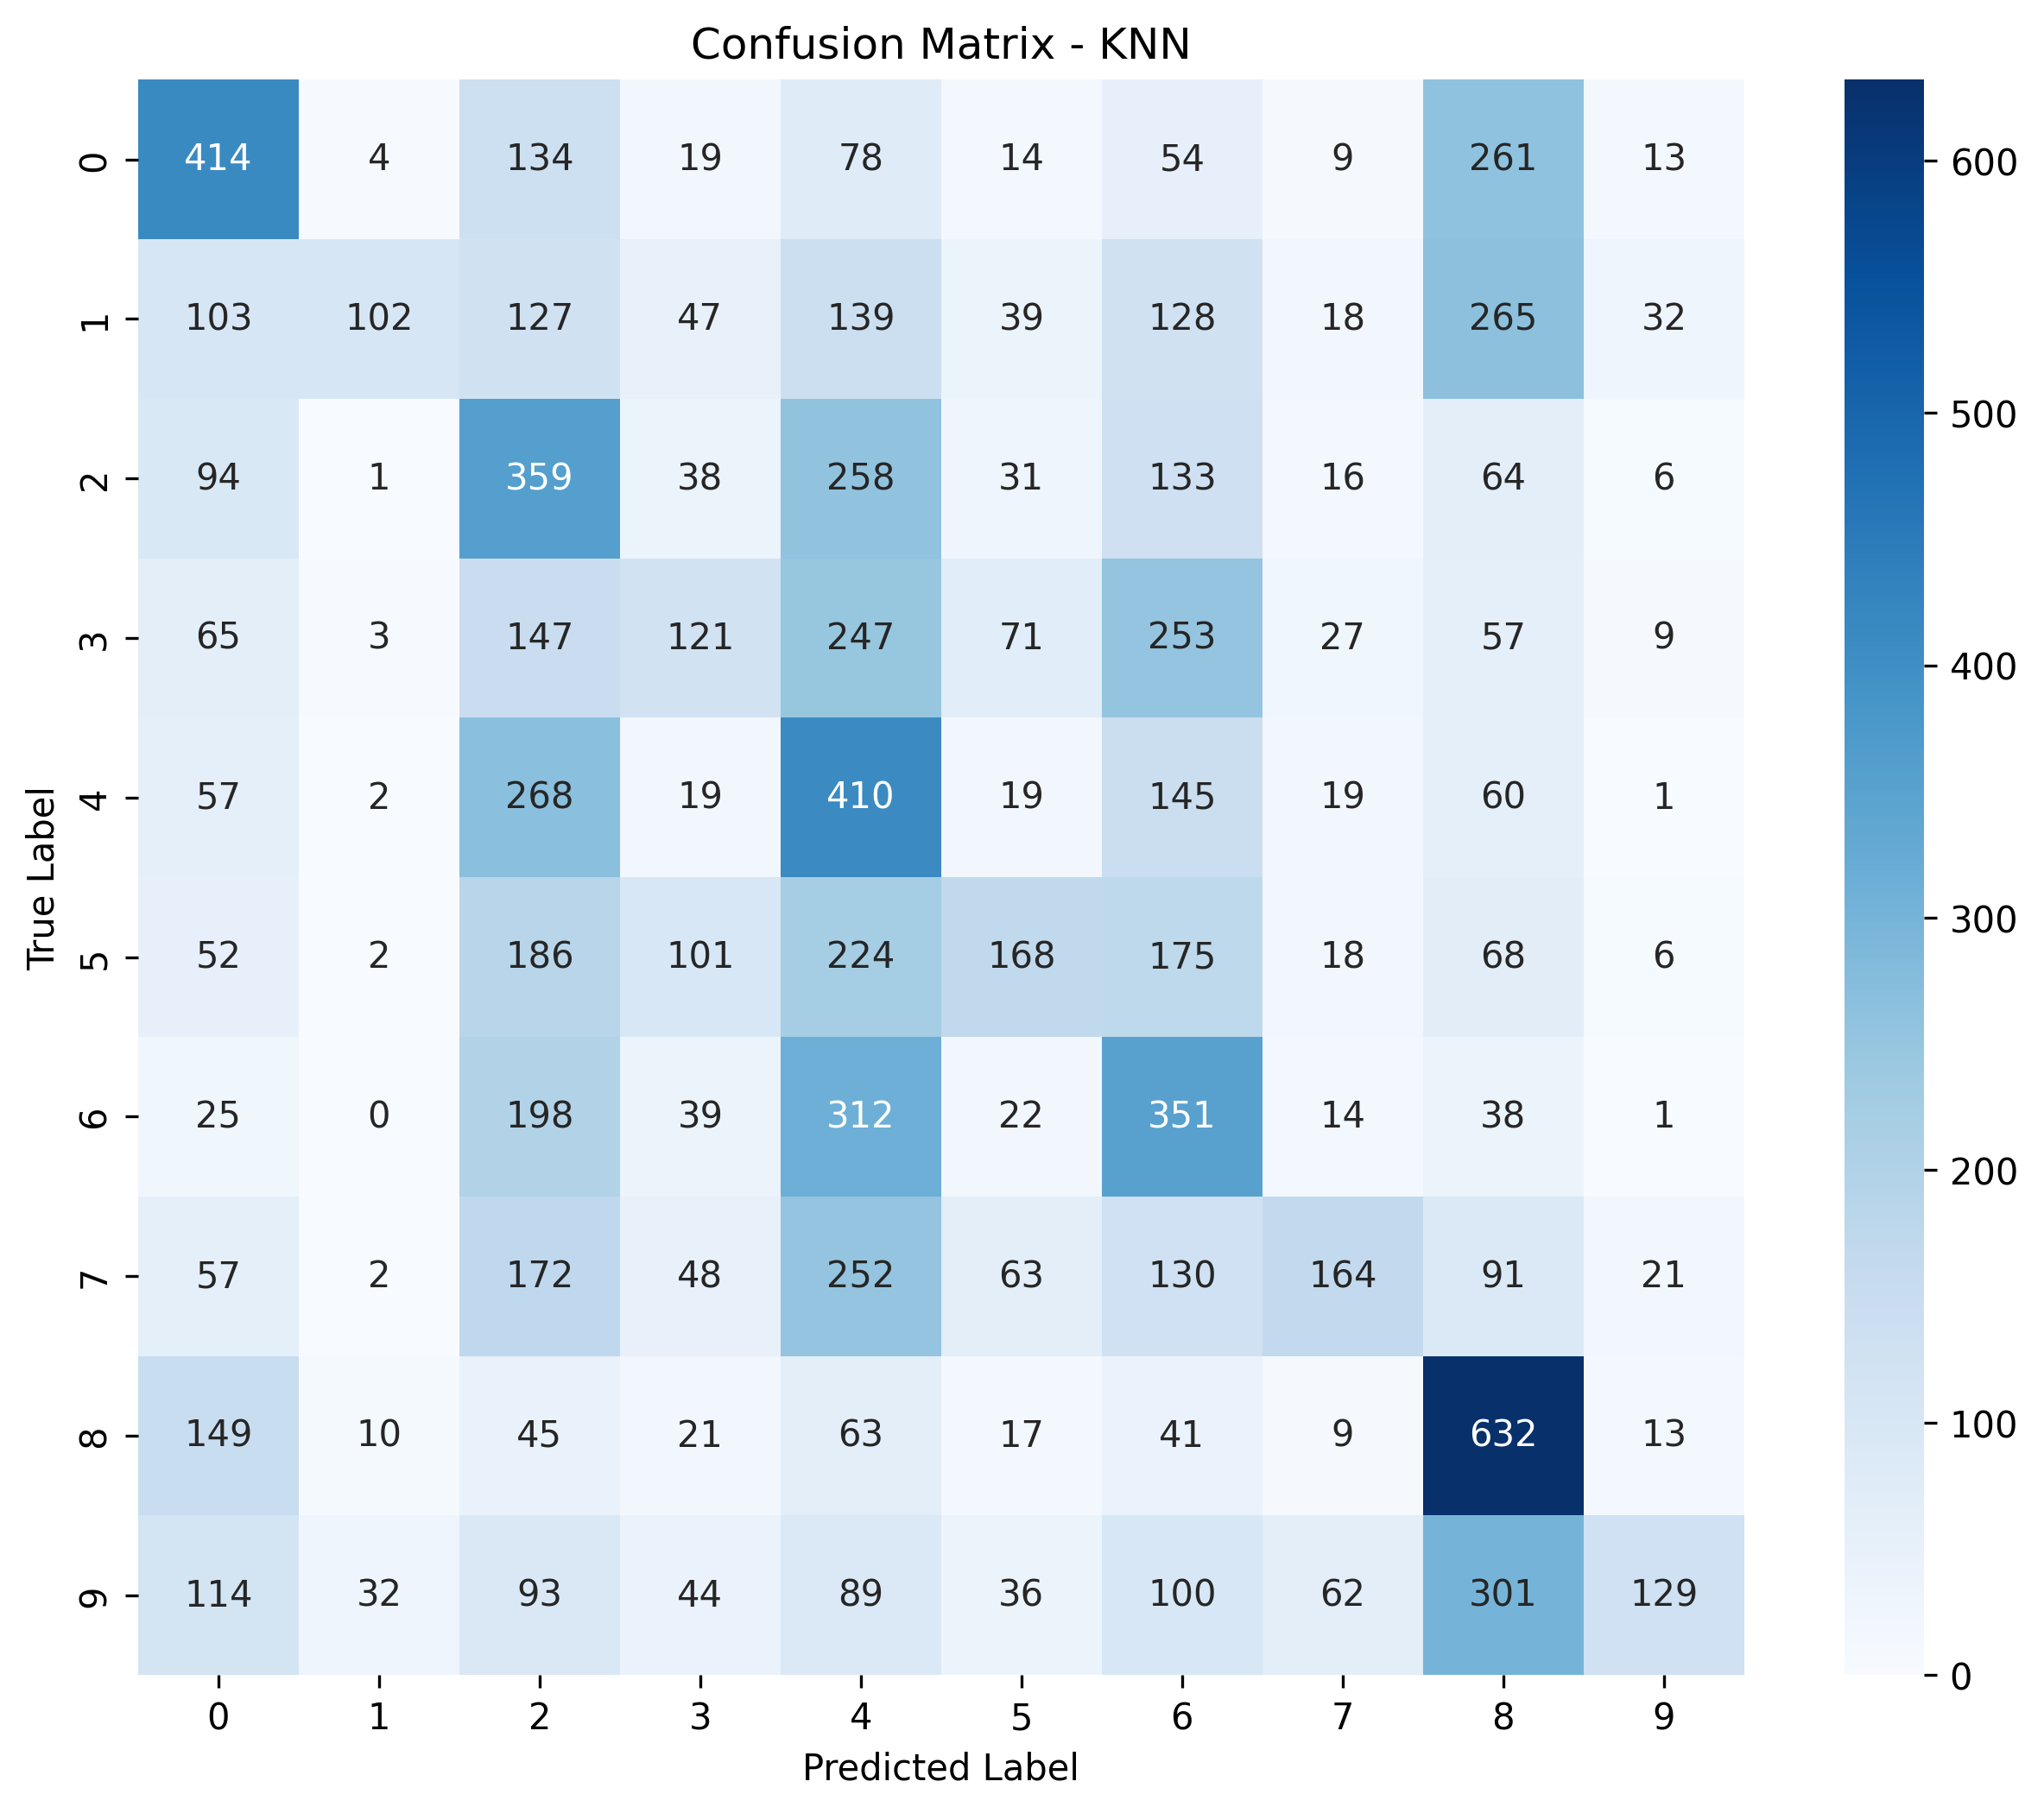 Confusion Matrix - KNN
True Label
0 414 4 134 19 78 14 54 9 261 13
1 103 102 127 47 139 39 128 18 265 32
2 94 1 359 38 258 31 133 16 64 6
3 65 3 147 121 247 71 253 27 57 9
4 57 2 268 19 410 19 145 19 60 1
5 52 2 186 101 224 168 175 18 68 6
6 25 0 198 39 312 22 351 14 38 1
7 57 2 172 48 252 63 130 164 91 21
8 149 10 45 21 63 17 41 9 632 13
9 114 32 93 44 89 36 100 62 301 129
0 1 2 3 4 5 6 7 8 9
Predicted Label
600
500
400
300
200
100
0